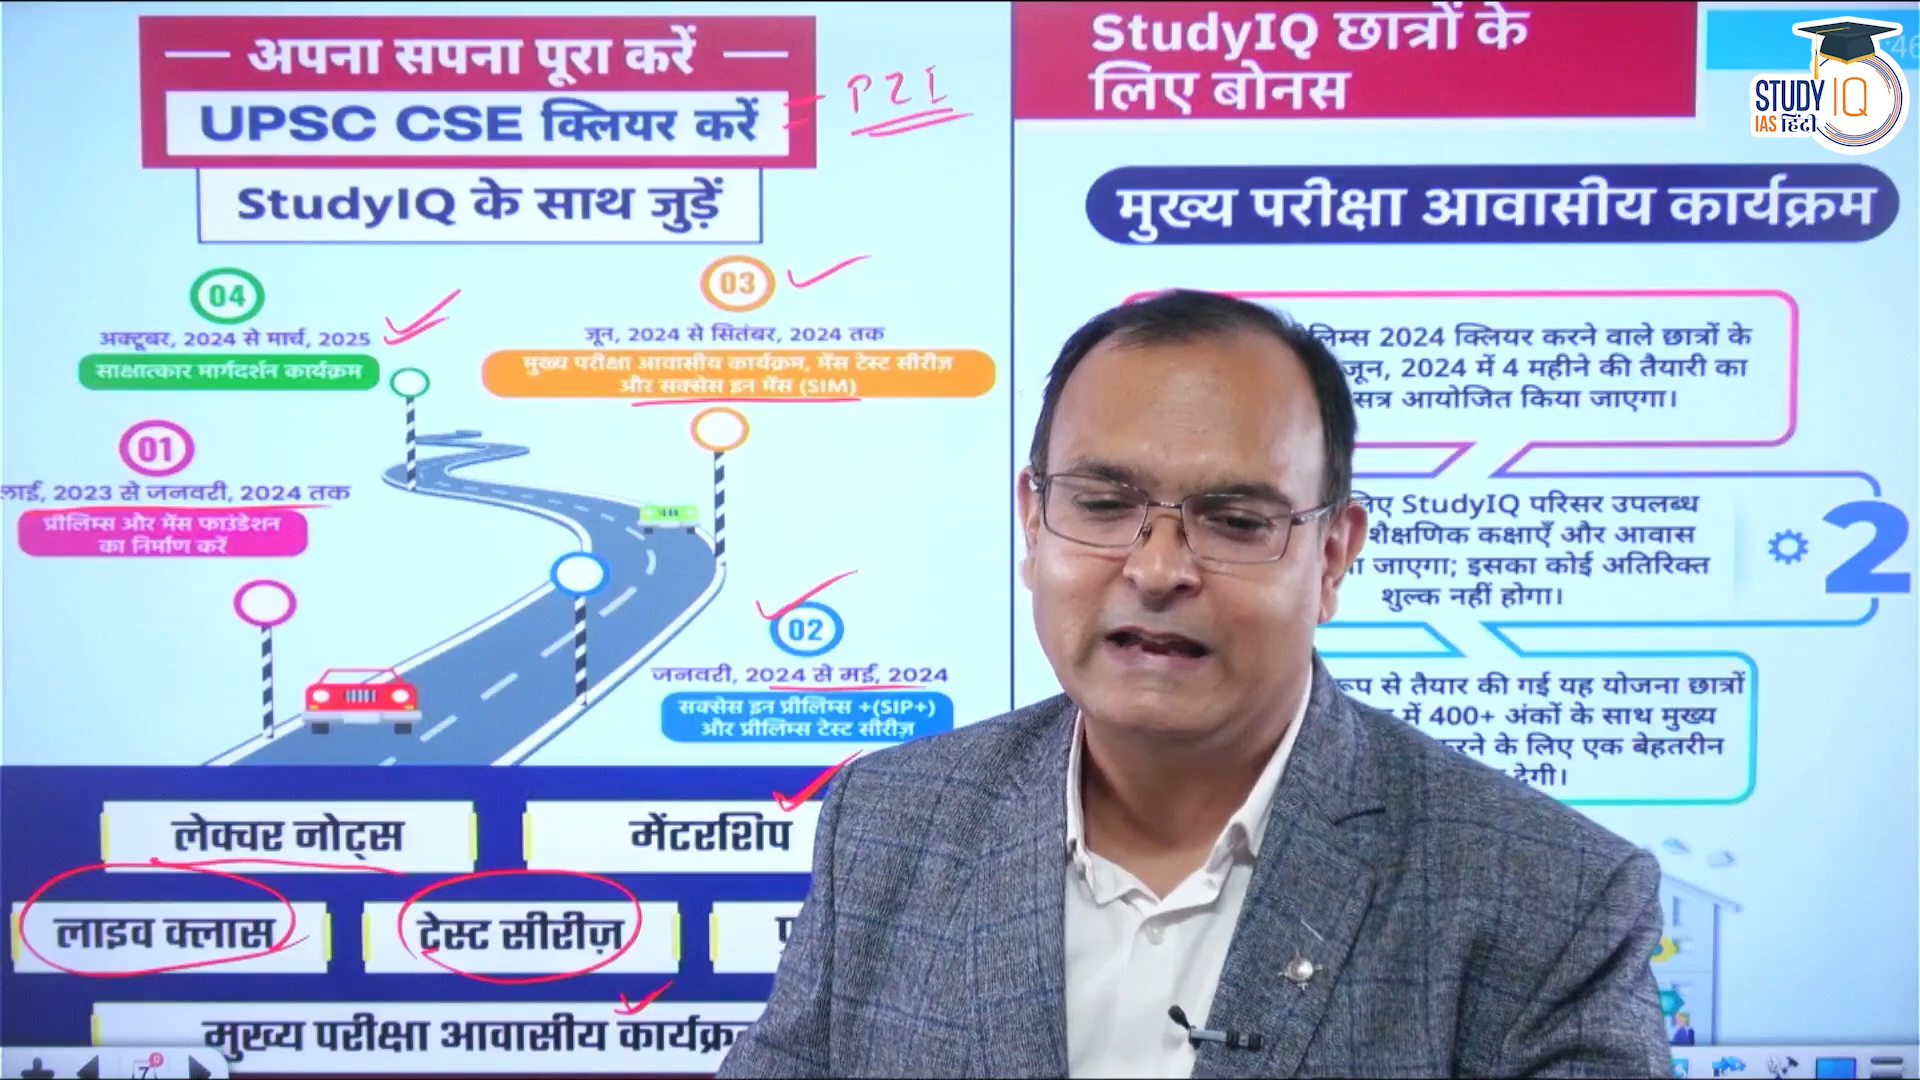 अपना सपना पूरा करें
UPSC CSE क्लियर करें
StudyIQ के साथ जुड़ें
04
अक्टूबर, 2024 से मार्च, 2025
साक्षात्कार मार्गदर्शन कार्यक्रम
03
जून, 2024 से सितंबर, 2024 तक
मुख्य परीक्षा आवासीय कार्यक्रम, मेंस टेस्ट सीरीज़
और सक्सेस इन मेंस (SIM)
01
2023 से जनवरी, 2024 तक
प्रीलिम्स और मेंस फाउंडेशन
का निर्माण करें
02
जनवरी, 2024 से मई, 2024
सक्सेस इन प्रीलिम्स +(SIP+)
और प्रीलिम्स टेस्ट सीरीज़
लेक्चर नोट्स
मेंटरशिप
लाइव क्लास
टेस्ट सीरीज़
मुख्य परीक्षा आवासीय
StudyIQ छात्रों के
लिए बोनस
STUDY IQ
IAS हिंदी
मुख्य परीक्षा आवासीय कार्यक्रम
2024 क्लियर करने वाले छात्रों के
जून, 2024 में 4 महीने की तैयारी का
सत्र आयोजित किया जाएगा।
StudyIQ परिसर उपलब्ध
शैक्षणिक कक्षाएँ और आवास
जाएगा; इसका कोई अतिरिक्त
शुल्क नहीं होगा।
2
से तैयार की गई यह योजना छात्रों
में 400+ अंकों के साथ मुख्य
के लिए एक बेहतरीन
देगी।